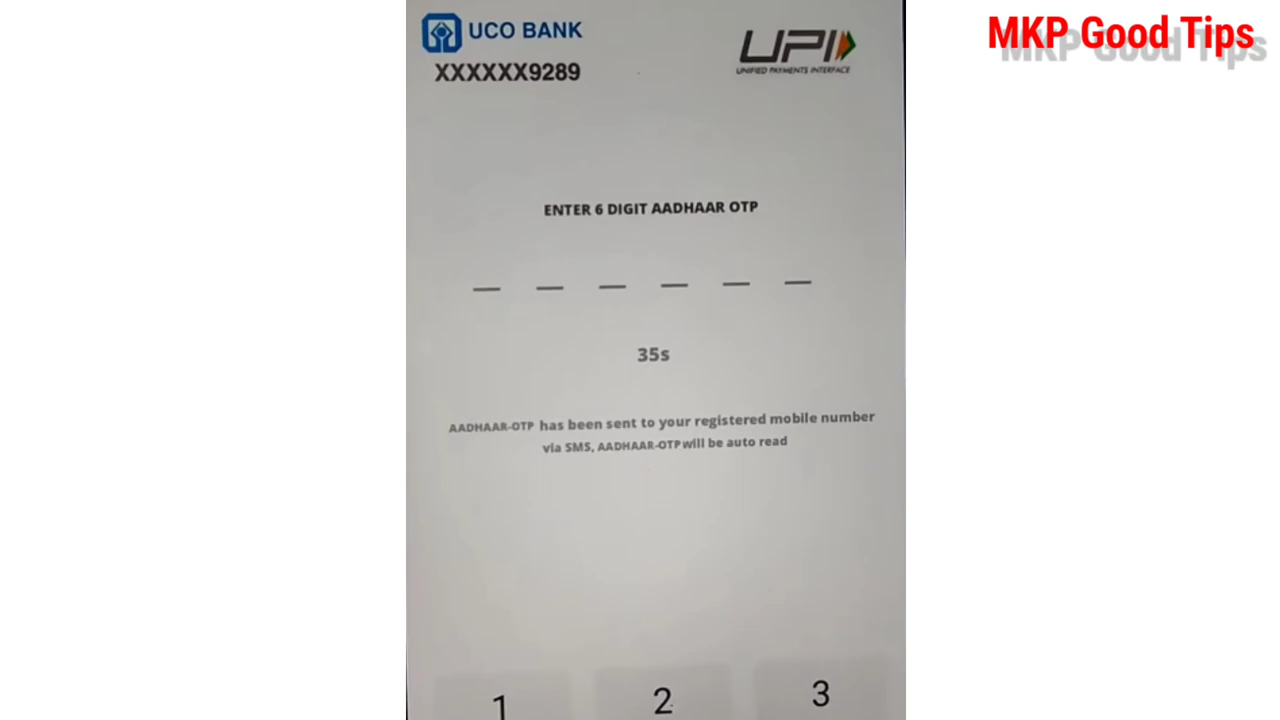 UCO BANK
XXXXXX9289
UPI
UNIFIED PAYMENTS INTERFACE
MKP Good Tips
ENTER 6 DIGIT AADHAAR OTP
35s
AADHAAR-OTP has been sent to your registered mobile number
via SMS, AADHAAR-OTP will be auto read
1 2 3